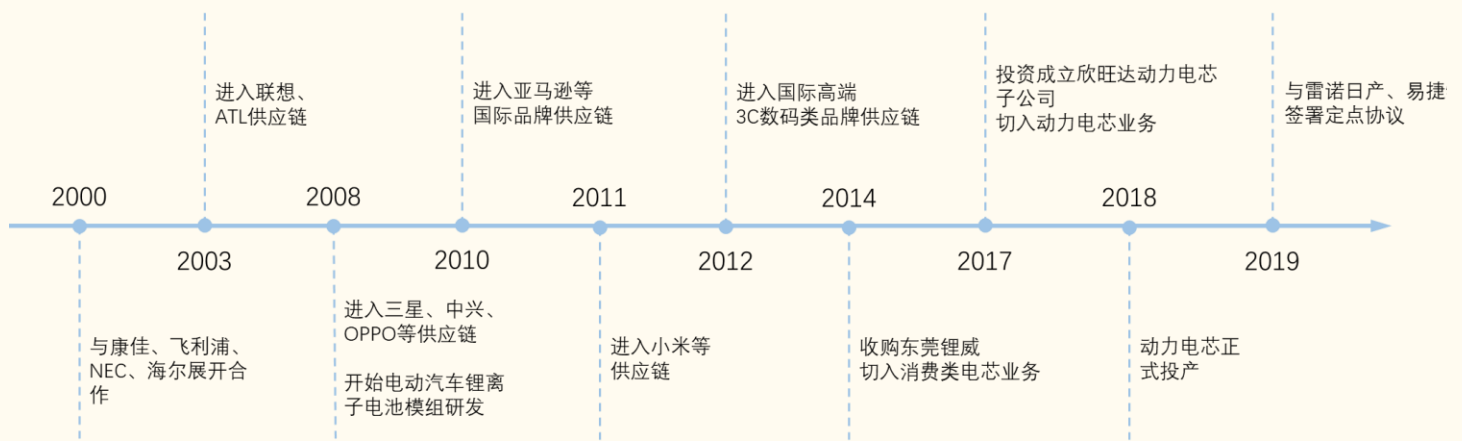 2000
与康佳、飞利浦、
NEC、海尔展开合
作
2003
进入联想、
ATL供应链
2008
进入三星、中兴、
OPPO等供应链
开始电动汽车锂离
子电池模组研发
2010
进入亚马逊等
国际品牌供应链
2011
进入小米等
供应链
2012
进入国际高端
3C数码类品牌供应链
2014
收购东莞锂威
切入消费类电芯业务
2017
投资成立欣旺达动力电芯
子公司
切入动力电芯业务
2018
动力电芯正
式投产
2019
与雷诺日产、易捷
签署定点协议